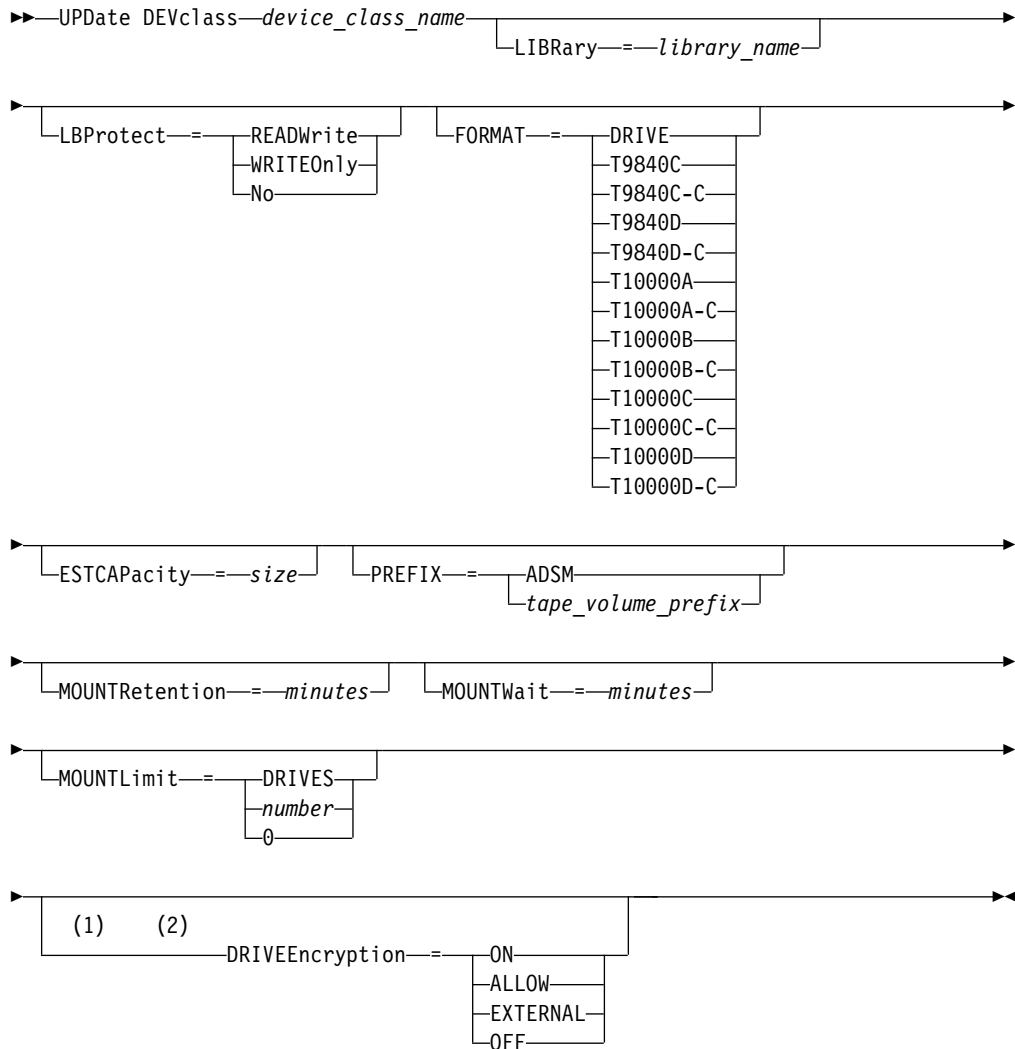 UPDate DEVclass device_class_name
LIBRary = library_name
LBProtect = READWrite FORMAT = DRIVE
WRITEOnly T9840C
No T9840C-C
T9840D
T9840D-C
T10000A
T10000A-C
T10000B
T10000B-C
T10000C
T10000C-C
T10000D
T10000D-C
ESTCAPacity = size PREFIX = ADSM
tape_volume_prefix
MOUNTRetention = minutes MOUNTWait = minutes
MOUNTLimit = DRIVES
number
0
(1) (2)
DRIVEEncryption = ON
ALLOW
EXTERNAL
OFF